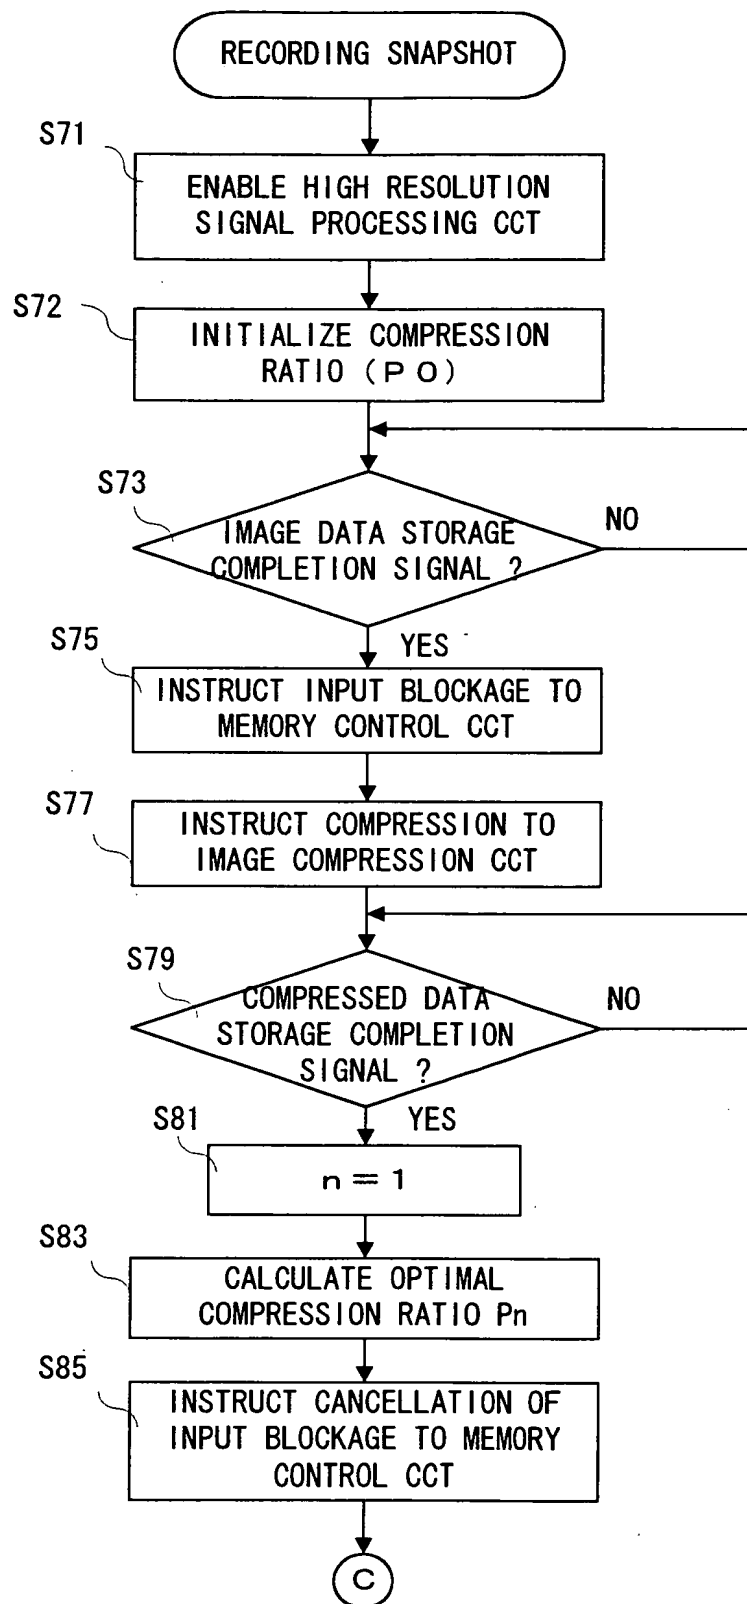 RECORDING SNAPSHOT
S71
ENABLE HIGH RESOLUTION
SIGNAL PROCESSING CCT
S72
INITIALIZE COMPRESSION
RATIO (P0)
S73
IMAGE DATA STORAGE
COMPLETION SIGNAL ?
NO
YES
S75
INSTRUCT INPUT BLOCKAGE TO
MEMORY CONTROL CCT
S77
INSTRUCT COMPRESSION TO
IMAGE COMPRESSION CCT
S79
COMPRESSED DATA
STORAGE COMPLETION
SIGNAL ?
NO
YES
S81
n = 1
S83
CALCULATE OPTIMAL
COMPRESSION RATIO Pn
S85
INSTRUCT CANCELLATION OF
INPUT BLOCKAGE TO MEMORY
CONTROL CCT
C